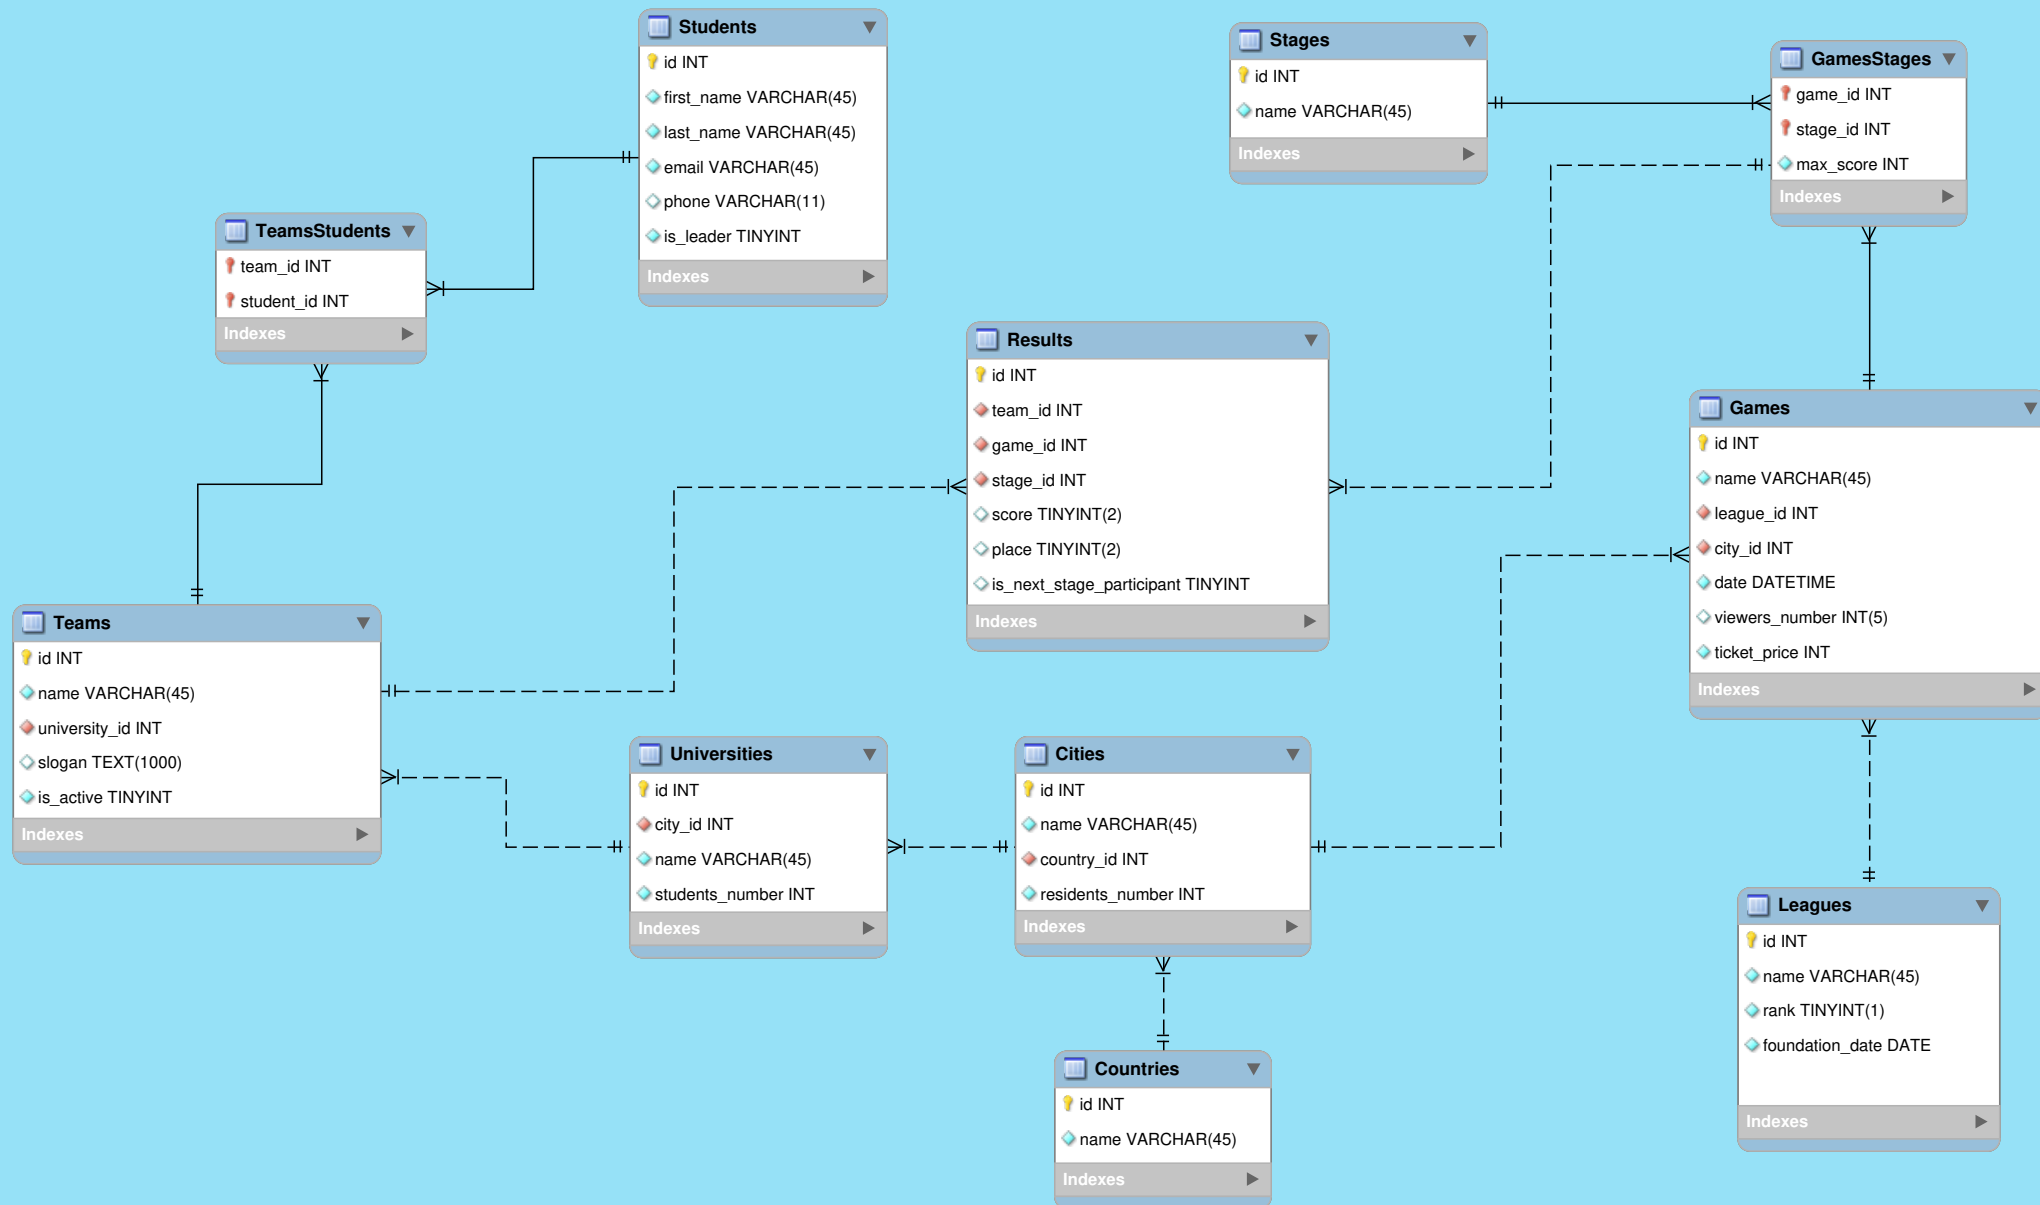 Students
id INT
first_name VARCHAR(45)
last_name VARCHAR(45)
email VARCHAR(45)
phone VARCHAR(11)
is_leader TINYINT
Indexes
Stages
id INT
name VARCHAR(45)
Indexes
GamesStages
game_id INT
stage_id INT
max_score INT
Indexes
TeamsStudents
team_id INT
student_id INT
Indexes
Results
id INT
team_id INT
game_id INT
stage_id INT
score TINYINT(2)
place TINYINT(2)
is_next_stage_participant TINYINT
Indexes
Games
id INT
name VARCHAR(45)
league_id INT
city_id INT
date DATETIME
viewers_number INT(5)
ticket_price INT
Indexes
Teams
id INT
name VARCHAR(45)
university_id INT
slogan TEXT(1000)
is_active TINYINT
Indexes
Universities
id INT
city_id INT
name VARCHAR(45)
students_number INT
Indexes
Cities
id INT
name VARCHAR(45)
country_id INT
residents_number INT
Indexes
Leagues
id INT
name VARCHAR(45)
rank TINYINT(1)
foundation_date DATE
Indexes
Countries
id INT
name VARCHAR(45)
Indexes